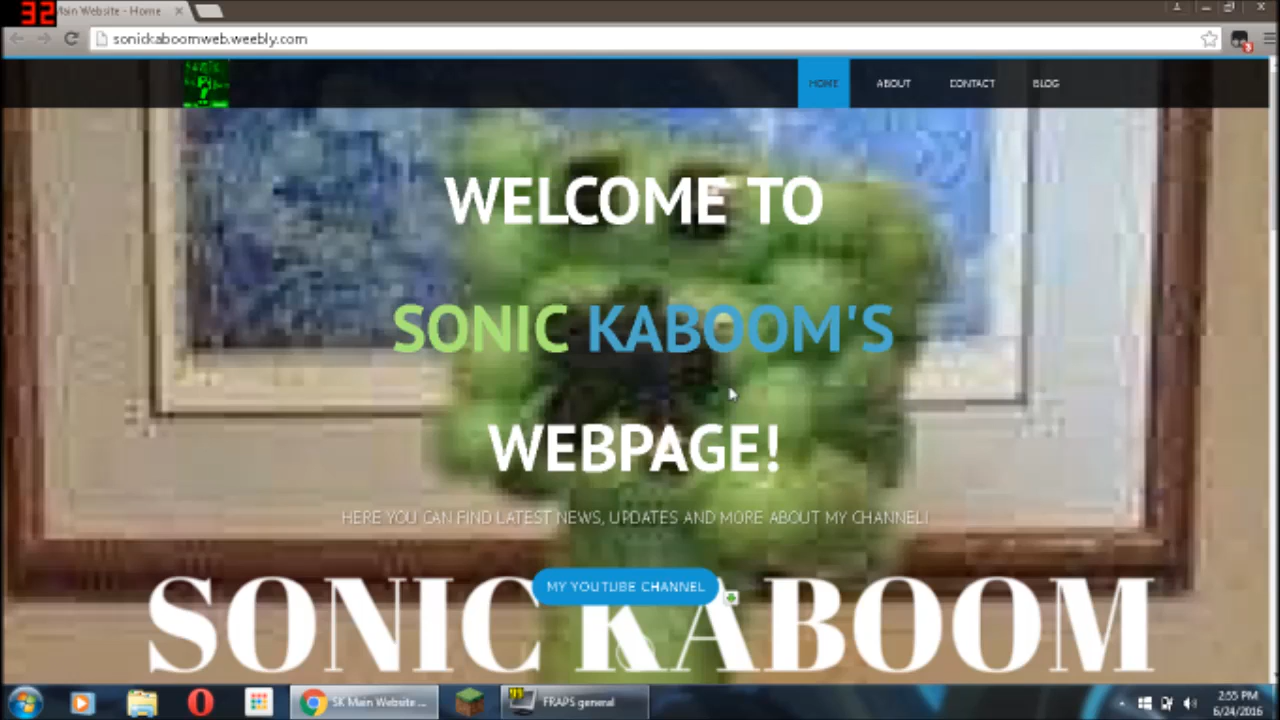 32
Main Website - Home
sonickaboomweb.weebly.com
HOME
ABOUT
CONTACT
BLOG
WELCOME TO
SONIC KABOOM'S
WEBPAGE!
HERE YOU CAN FIND LATEST NEWS, UPDATES AND MORE ABOUT MY CHANNEL!
MY YOUTUBE CHANNEL
SONIC KABOOM
SK Main Website ...
FRAPS general
2:55 PM
6/24/2016